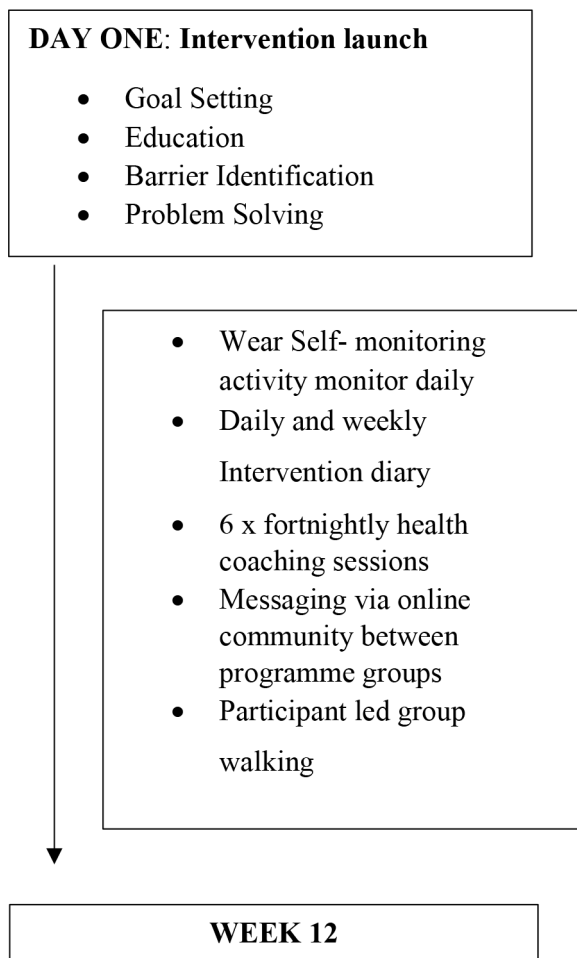 DAY ONE: Intervention launch
• Goal Setting
• Education
• Barrier Identification
• Problem Solving
• Wear Self- monitoring
activity monitor daily
• Daily and weekly
Intervention diary
• 6 x fortnightly health
coaching sessions
• Messaging via online
community between
programme groups
• Participant led group
walking
WEEK 12